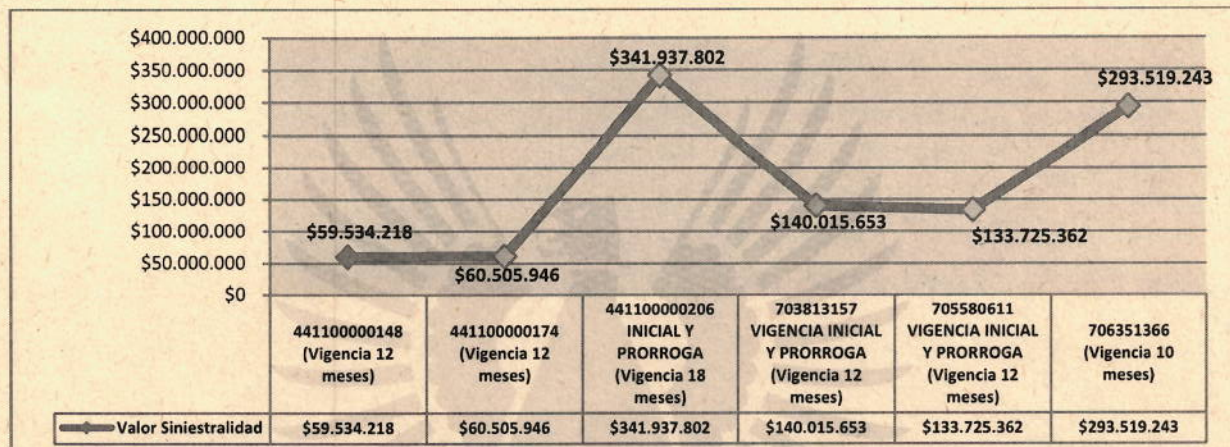 $400.000.000
$350.000.000
$300.000.000
$250.000.000
$200.000.000
$150.000.000
$100.000.000
$50.000.000
$0
$59.534.218
$60.505.946
$341.937.802
$140.015.653
$133.725.362
$293.519.243
441100000148
(Vigencia 12
meses)
441100000174
(Vigencia 12
meses)
441100000206
INICIAL Y
PRORROGA
(Vigencia 18
meses)
703813157
VIGENCIA INICIAL
Y PRORROGA
(Vigencia 12
meses)
705580611
VIGENCIA INICIAL
Y PRORROGA
(Vigencia 12
meses)
706351366
(Vigencia 10
meses)
Valor Siniestralidad $59.534.218 $60.505.946 $341.937.802 $140.015.653 $133.725.362 $293.519.243